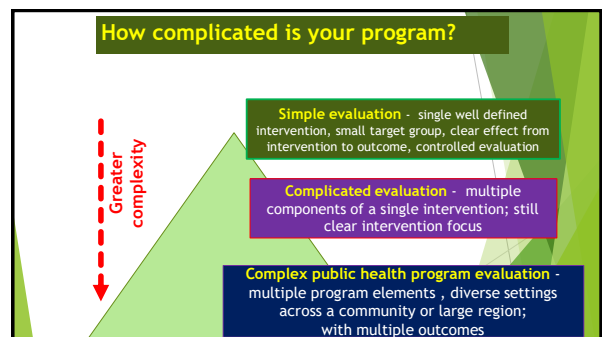 How complicated is your program?
Simple evaluation - single well defined
intervention, small target group, clear effect from
intervention to outcome, controlled evaluation
Greater
complexity
Complicated evaluation - multiple
components of a single intervention; still
clear intervention focus
Complex public health program evaluation -
multiple program elements , diverse settings
across a community or large region;
with multiple outcomes